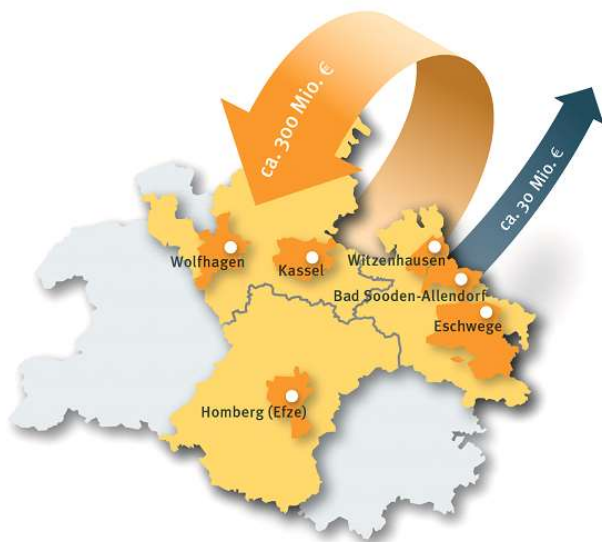 ca. 300 Mio. €
ca. 30 Mio. €
Wolfhagen
Kassel
Witzenhausen
Bad Sooden-Allendorf
Eschwege
Homberg (Efze)